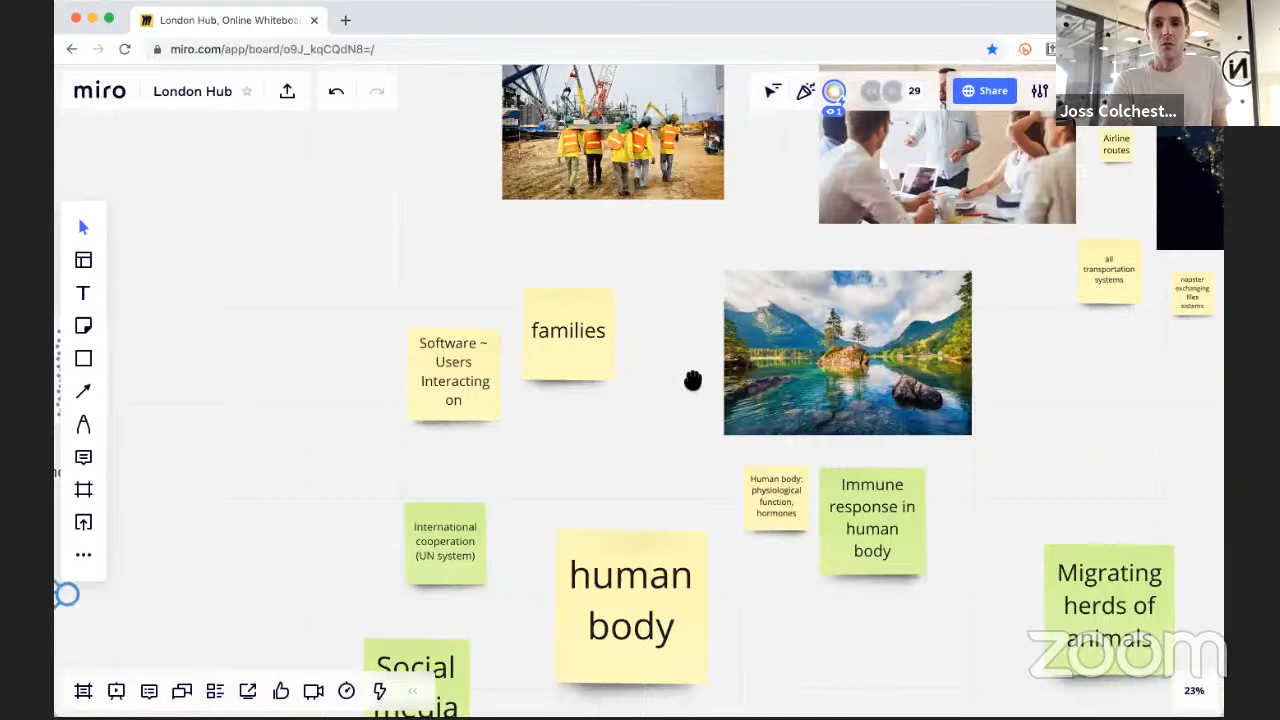 London Hub, Online Whiteboa
miro.com/app/board/o9J_kqCQdN8=/
miro
London Hub
29
Share
1
Joss Colchest...
Airline
routes
all
transportation
systems
napster
exchanging
files
sistems
families
Software ~
Users
Interacting
on
Human body:
physiological
function,
hormones
Immune
response in
human
body
International
cooperation
(UN system)
human
body
Migrating
herds of
animals
Social
media
zoom
23%